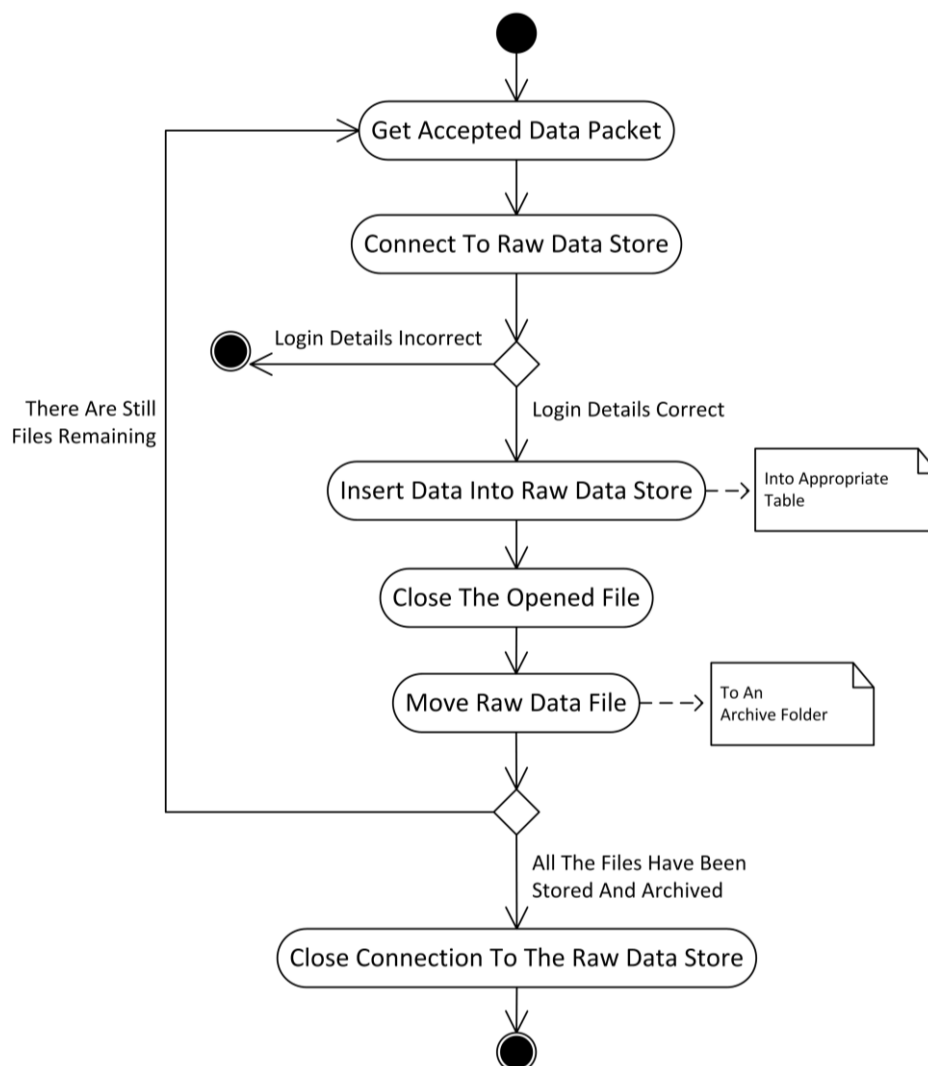 Get Accepted Data Packet
Connect To Raw Data Store
Login Details Incorrect
There Are Still
Files Remaining
Login Details Correct
Insert Data Into Raw Data Store
Into Appropriate
Table
Close The Opened File
Move Raw Data File
To An
Archive Folder
All The Files Have Been
Stored And Archived
Close Connection To The Raw Data Store